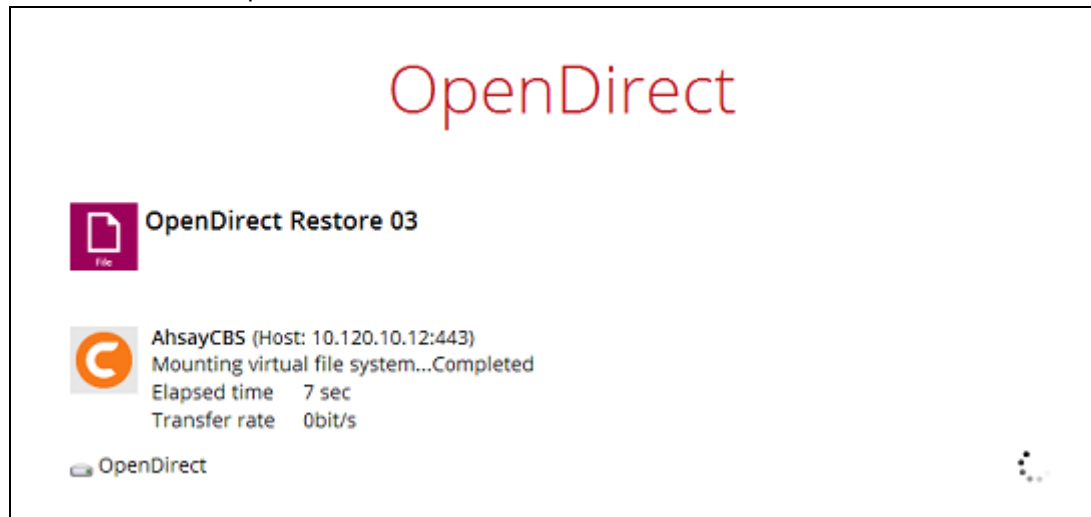 OpenDirect
OpenDirect Restore 03
File
AhsayCBS (Host: 10.120.10.12:443)
Mounting virtual file system...Completed
Elapsed time 7 sec
Transfer rate 0bit/s
OpenDirect